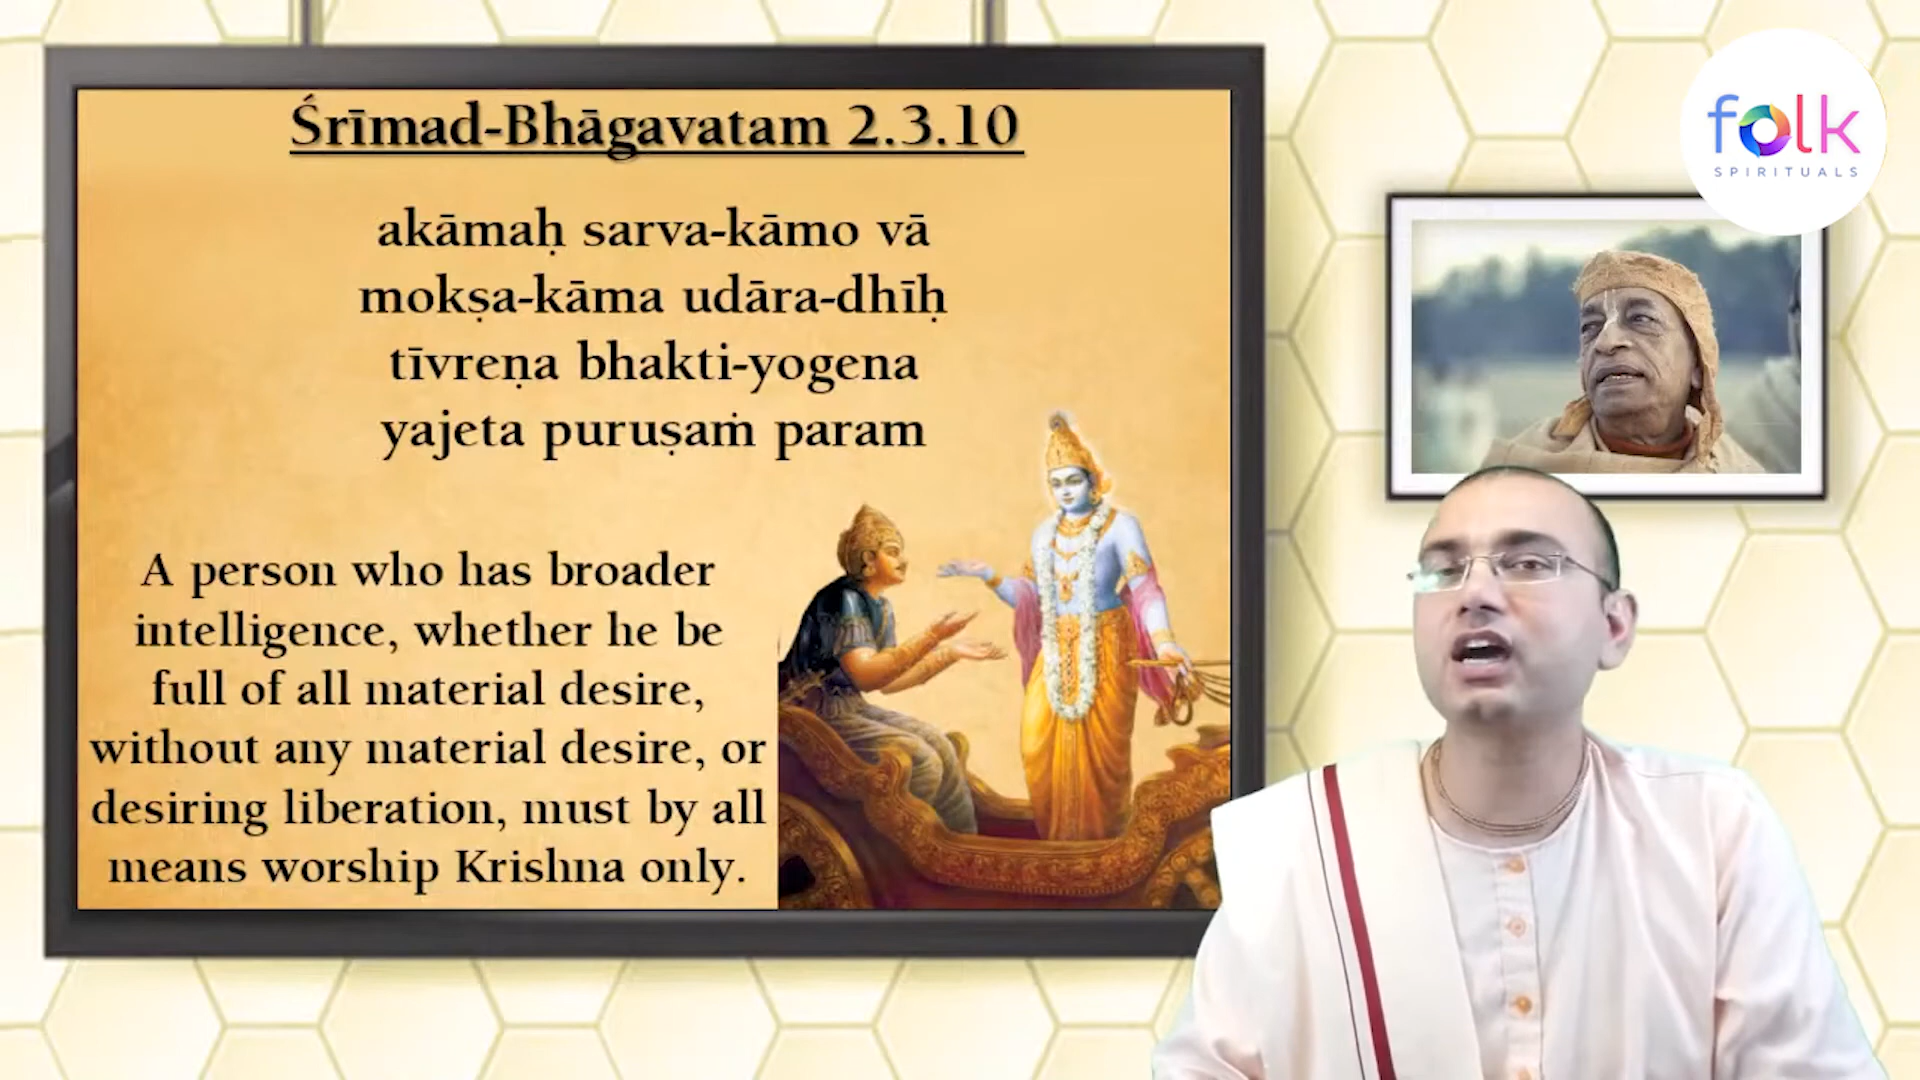 Śrīmad-Bhāgavatam 2.3.10
akāmaḥ sarva-kāmo vā
mokṣa-kāma udāra-dhīḥ
tīvreṇa bhakti-yogena
yajeta puruṣaṁ param
A person who has broader
intelligence, whether he be
full of all material desire,
without any material desire, or
desiring liberation, must by all
means worship Krishna only.
folk
SPIRITUALS